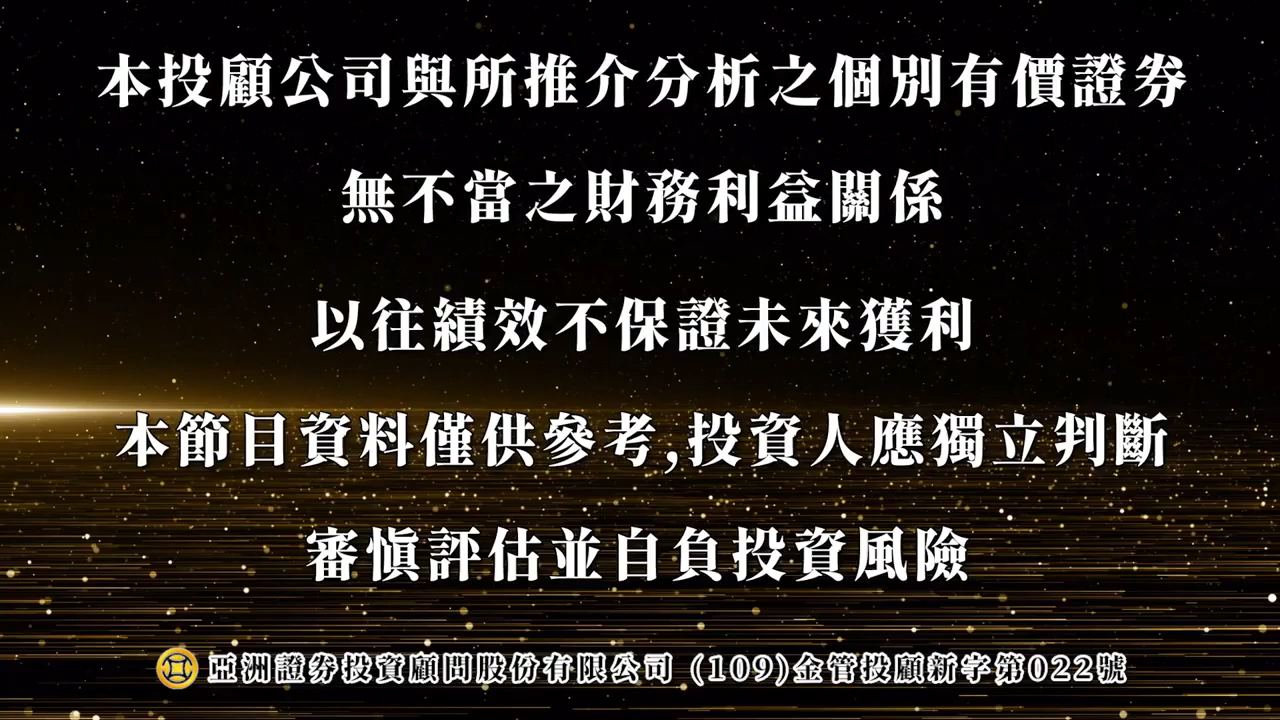 本投顧公司與所推介分析之個別有價證券
無不當之財務利益關係
以往績效不保證未來獲利
本節目資料僅供參考,投資人應獨立判斷
審慎評估並自負投資風險
亞洲證券投資顧問股份有限公司 (109)金管投顧新字第022號